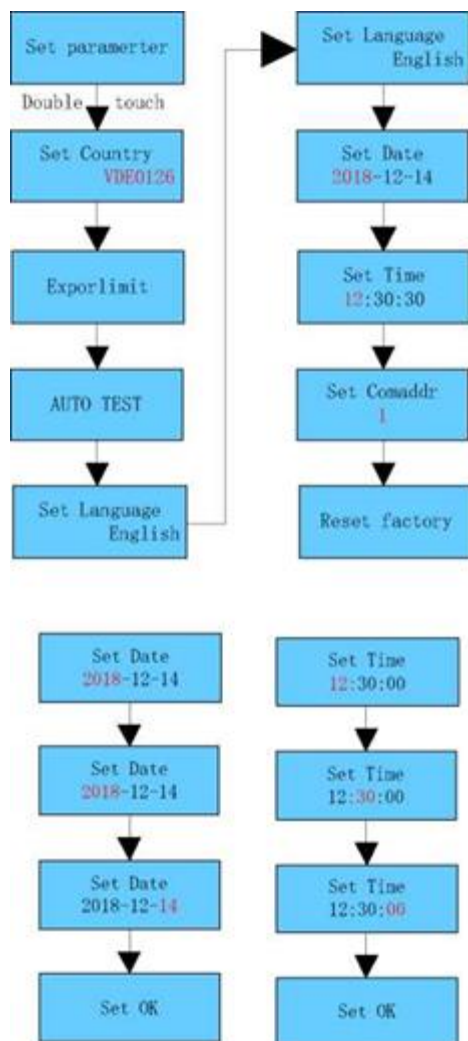 Set paramerter
Double touch
Set Country
VDE0126
Exporlimit
AUTO TEST
Set Language
English
Set Language
English
Set Date
2018-12-14
Set Time
12:30:30
Set Comaddr
1
Reset factory
Set Date
2018-12-14
Set Date
2018-12-14
Set Date
2018-12-14
Set OK
Set Time
12:30:00
Set Time
12:30:00
Set Time
12:30:00
Set OK